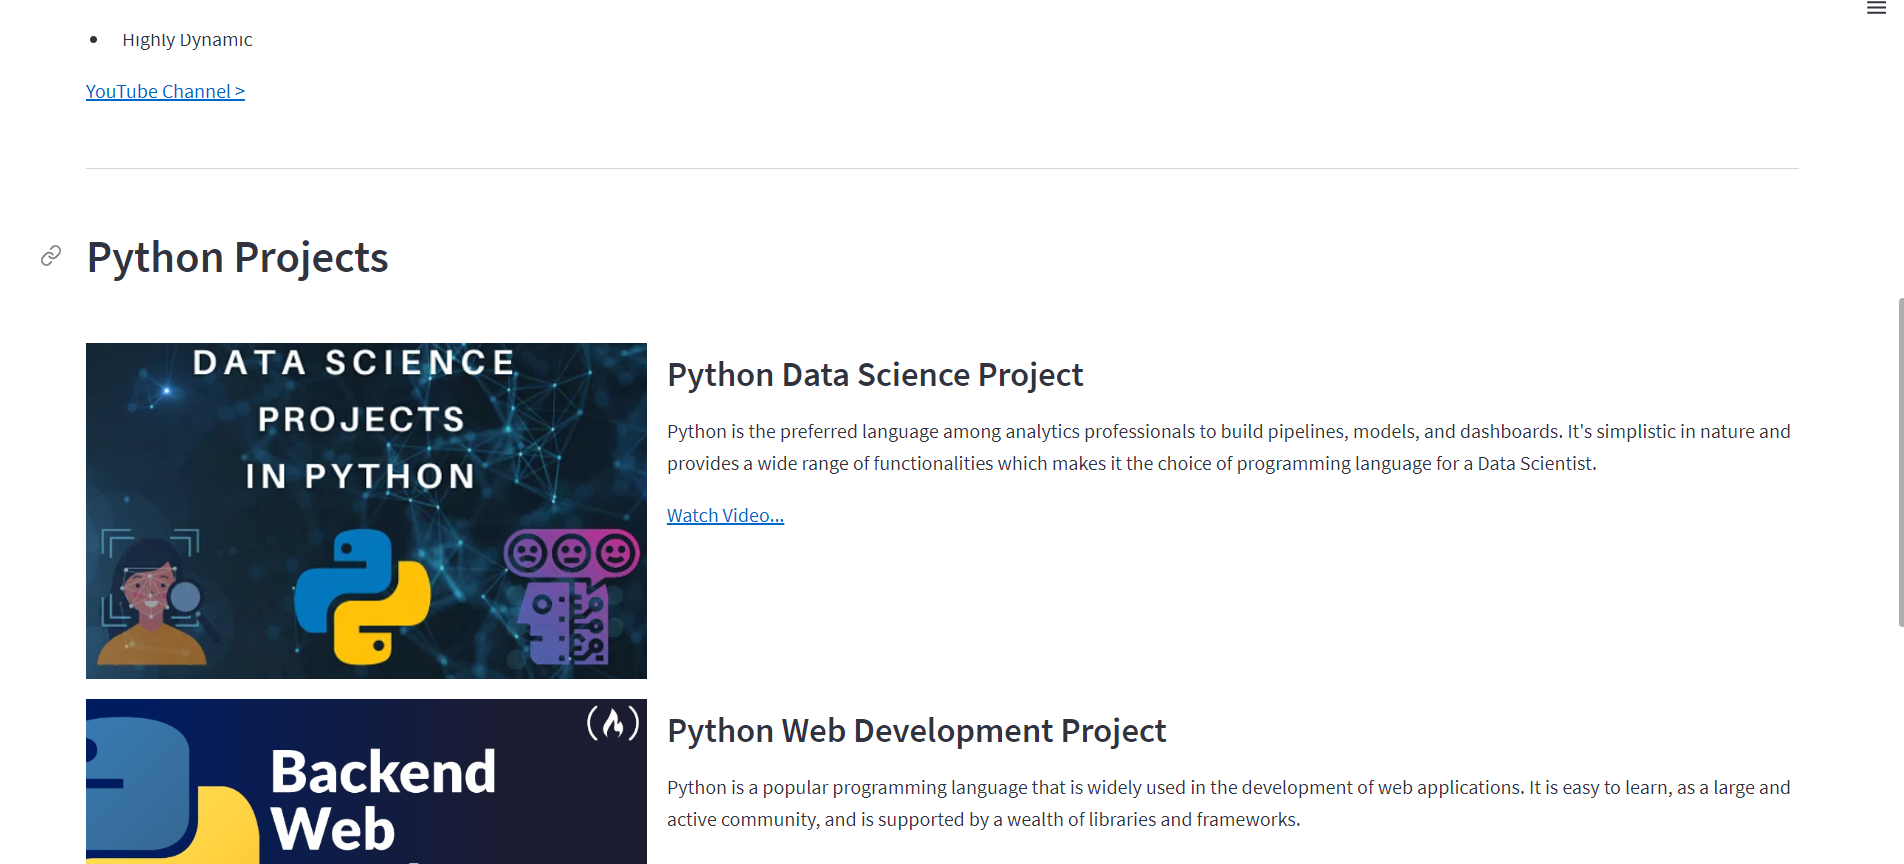 Highly Dynamic
YouTube Channel >
Python Projects
DATA SCIENCE
PROJECTS
IN PYTHON
Python Data Science Project
Python is the preferred language among analytics professionals to build pipelines, models, and dashboards. It's simplistic in nature and
provides a wide range of functionalities which makes it the choice of programming language for a Data Scientist.
Watch Video...
Backend
Web
Python Web Development Project
Python is a popular programming language that is widely used in the development of web applications. It is easy to learn, as a large and
active community, and is supported by a wealth of libraries and frameworks.